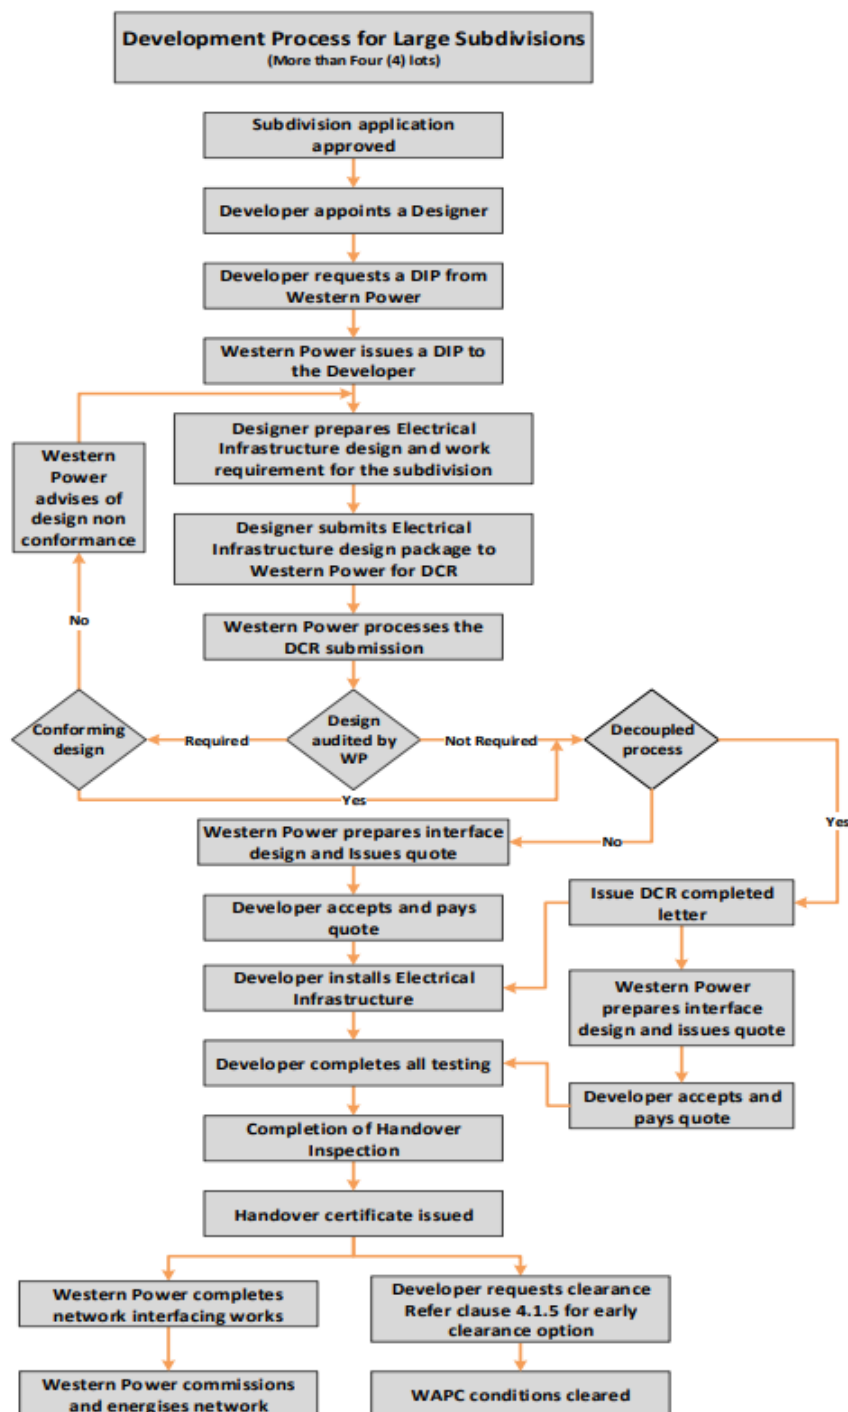 Development Process for Large Subdivisions
(More than Four (4) lots)
Subdivision application
approved
Developer appoints a Designer
Developer requests a DIP from
Western Power
Western Power issues a DIP to
the Developer
Designer prepares Electrical
Infrastructure design and work
requirement for the subdivision
Western
Power
advises of
design non
conformance
Designer submits Electrical
Infrastructure design package to
Western Power for DCR
No
Western Power processes the
DCR submission
Conforming
design
Required
Design
audited by
WP
Not Required
Decoupled
process
Yes
Yes
No
Western Power prepares interface
design and Issues quote
Developer accepts and pays
quote
Issue DCR completed
letter
Developer installs Electrical
Infrastructure
Western Power
prepares interface
design and issues quote
Developer completes all testing
Developer accepts and
pays quote
Completion of Handover
Inspection
Handover certificate issued
Western Power completes
network interfacing works
Developer requests clearance
Refer clause 4.1.5 for early
clearance option
Western Power commissions
and energises network
WAPC conditions cleared